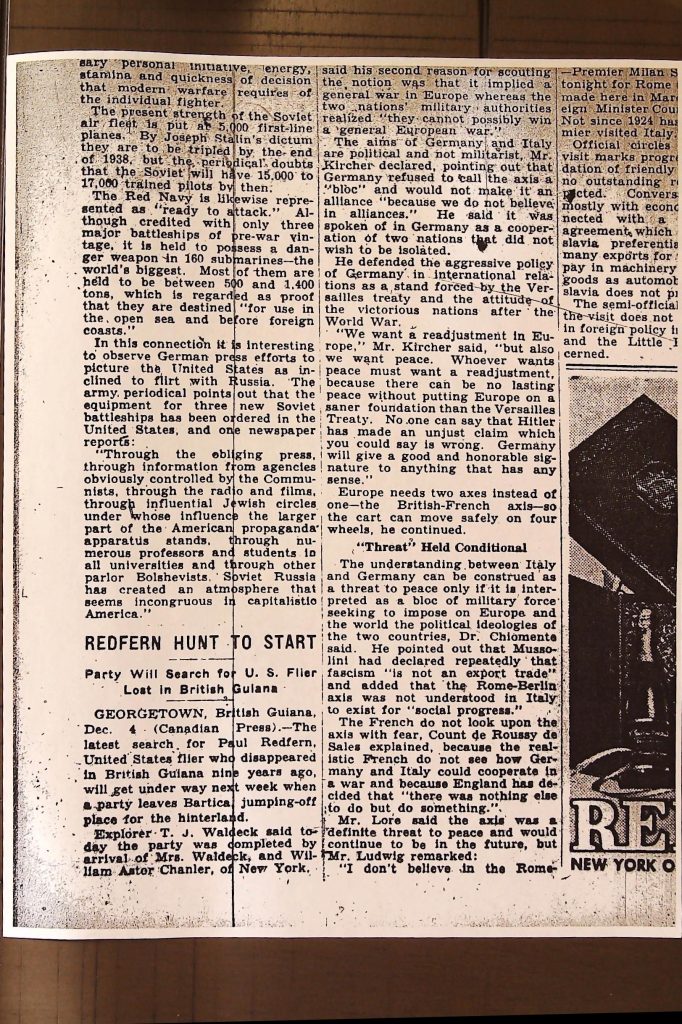 sary personal initiative, energy,
stamina and quickness of decision
that modern warfare requires of
the individual fighter.
The present strength of the Soviet
air fleet is put at 5,000 first-line
planes. By Joseph Stalin's dictum
they are to be tripled by the end
of 1938, but the periodical doubts
that the Soviet will have 15,000 to
17,000 trained pilots by then.
The Red Navy is likewise repre-
sented as "ready to attack." Al-
though credited with only three
major battleships of pre-war vin-
tage, it is held to possess a dan-
ger weapon in 160 submarines—the
world's biggest. Most of them are
held to be between 500 and 1,400
tons, which is regarded as proof
that they are destined "for use in
the open sea and before foreign
coasts."
In this connection it is interesting
to observe German press efforts to
picture the United States as in-
clined to flirt with Russia. The
army periodical points out that the
equipment for three new Soviet
battleships has been ordered in the
United States, and one newspaper
reports:
"Through the obliging press,
through information from agencies
obviously controlled by the Commu-
nists, through the radio and films,
through influential Jewish circles
under whose influence the larger
part of the American propaganda
apparatus stands, through nu-
merous professors and students in
all universities and through other
parlor Bolshevists, Soviet Russia
has created an atmosphere that
seems incongruous in capitalistic
America."
REDFERN HUNT TO START
Party Will Search for U. S. Flier
Lost in British Guiana
GEORGETOWN, British Guiana,
Dec. 4 (Canadian Press).—The
latest search for Paul Redfern,
United States flier who disappeared
in British Guiana nine years ago,
will get under way next week when
a party leaves Bartica, jumping-off
place for the hinterland.
Explorer T. J. Waldeck said to-
day the party was completed by
arrival of Mrs. Waldeck, and Wil-
liam Astor Chanler, of New York.
said his second reason for scouting
the notion was that it implied a
general war in Europe whereas the
two nations' military authorities
realized "they cannot possibly win
a general European war."
The aims of Germany and Italy
are political and not militarist, Mr.
Kircher declared, pointing out that
Germany refused to call the axis a
"bloc" and would not make it an
alliance "because we do not believe
in alliances." He said it was
spoken of in Germany as a cooper-
ation of two nations that did not
wish to be isolated.
He defended the aggressive policy
of Germany in international rela-
tions as a stand forced by the Ver-
sailles treaty and the attitude of
the victorious nations after the
World War.
"We want a readjustment in Eu-
rope," Mr. Kircher said, "but also
we want peace. Whoever wants
peace must want a readjustment,
because there can be no lasting
peace without putting Europe on a
saner foundation than the Versailles
Treaty. No one can say that Hitler
has made an unjust claim which
you could say is wrong. Germany
will give a good and honorable sig-
nature to anything that has any
sense."
Europe needs two axes instead of
one—the British-French axis—so
the cart can move safely on four
wheels, he continued.
"Threat" Held Conditional
The understanding between Italy
and Germany can be construed as
a threat to peace only if it is inter-
preted as a bloc of military force
seeking to impose on Europe and
the world the political ideologies of
the two countries, Dr. Chiomente
said. He pointed out that Musso-
lini had declared repeatedly that
fascism "is not an export trade"
and added that the Rome-Berlin
axis was not understood in Italy
to exist for "social progress."
The French do not look upon the
axis with fear, Count de Roussy de
Sales explained, because the real-
istic French do not see how Ger-
many and Italy could cooperate in
a war and because England has de-
cided that "there was nothing else
to do but do something".
Mr. Lore said the axis was a
definite threat to peace and would
continue to be in the future, but
Mr. Ludwig remarked:
"I don't believe in the Rome-
—Premier Milan S
tonight for Rome
made here in Mar
eign Minister Cou
Not since 1924 has
mier visited Italy.
Official circles
visit marks progre
dation of friendly
no outstanding re
pected. Convers
mostly with econo
nected with a
agreement which
slavia preferentia
many exports for
pay in machinery
goods as automob
slavia does not pr
The semi-official
the visit does not
in foreign policy in
and the Little
cerned.
RE
NEW YORK O